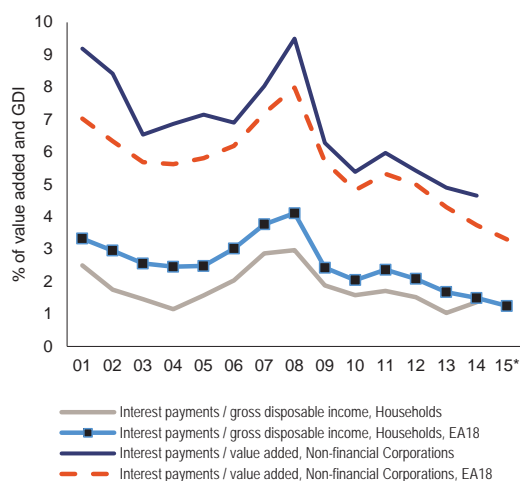 10
9
8
7
6
5
4
3
2
1
0
% of value added and GDI
01 02 03 04 05 06 07 08 09 10 11 12 13 14 15*
Interest payments / gross disposable income, Households
Interest payments / gross disposable income, Households, EA18
Interest payments / value added, Non-financial Corporations
Interest payments / value added, Non-financial Corporations, EA18